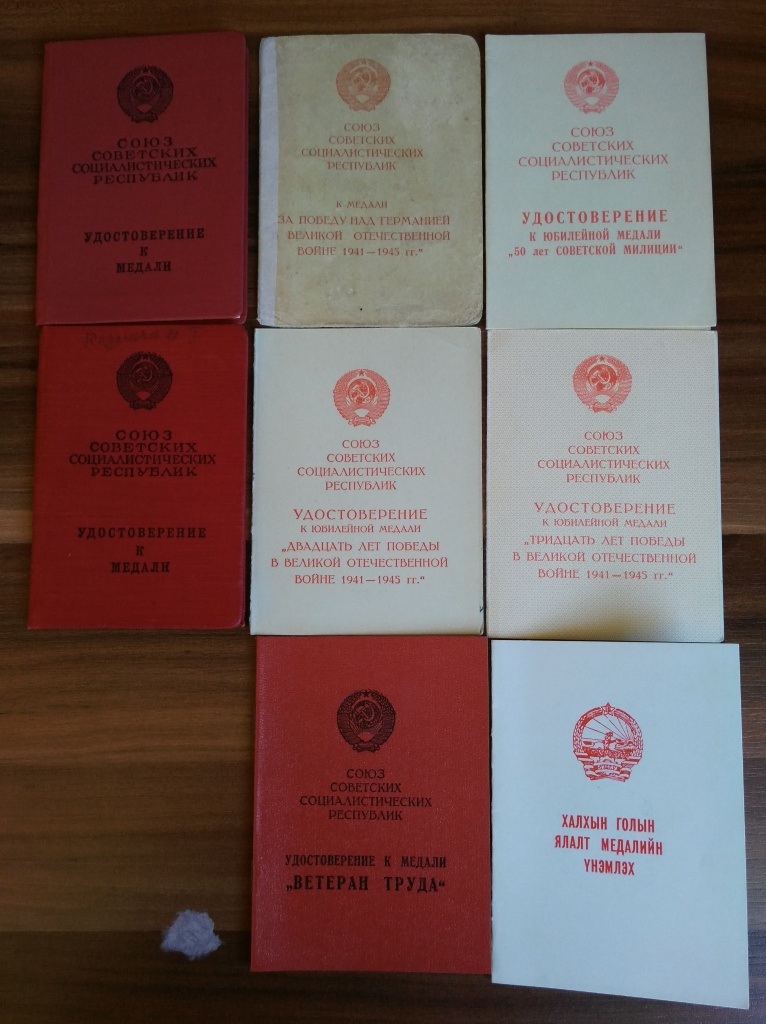 СОЮЗ
СОВЕТСКИХ
СОЦИАЛИСТИЧЕСКИХ
РЕСПУБЛИК
УДОСТОВЕРЕНИЕ
К
МЕДАЛИ
СОЮЗ
СОВЕТСКИХ
СОЦИАЛИСТИЧЕСКИХ
РЕСПУБЛИК
К МЕДАЛИ
ЗА ПОБЕДУ НАД ГЕРМАНИЕЙ
ВЕЛИКОЙ ОТЕЧЕСТВЕННОЙ
ВОЙНЕ 1941—1945 гг."
СОЮЗ
СОВЕТСКИХ
СОЦИАЛИСТИЧЕСКИХ
РЕСПУБЛИК
УДОСТОВЕРЕНИЕ
К ЮБИЛЕЙНОЙ МЕДАЛИ
„50 лет СОВЕТСКОЙ МИЛИЦИИ"
СОЮЗ
СОВЕТСКИХ
СОЦИАЛИСТИЧЕСКИХ
РЕСПУБЛИК
УДОСТОВЕРЕНИЕ
К
МЕДАЛИ
СОЮЗ
СОВЕТСКИХ
СОЦИАЛИСТИЧЕСКИХ
РЕСПУБЛИК
УДОСТОВЕРЕНИЕ
К ЮБИЛЕЙНОЙ МЕДАЛИ
„ДВАДЦАТЬ ЛЕТ ПОБЕДЫ
В ВЕЛИКОЙ ОТЕЧЕСТВЕННОЙ
ВОЙНЕ 1941—1945 гг."
СОЮЗ
СОВЕТСКИХ
СОЦИАЛИСТИЧЕСКИХ
РЕСПУБЛИК
УДОСТОВЕРЕНИЕ
К ЮБИЛЕЙНОЙ МЕДАЛИ
„ТРИДЦАТЬ ЛЕТ ПОБЕДЫ
В ВЕЛИКОЙ ОТЕЧЕСТВЕННОЙ
ВОЙНЕ 1941—1945 гг."
СОЮЗ
СОВЕТСКИХ
СОЦИАЛИСТИЧЕСКИХ
РЕСПУБЛИК
УДОСТОВЕРЕНИЕ К МЕДАЛИ
„ВЕТЕРАН ТРУДА"
ХАЛХЫН ГОЛЫН
ЯЛАЛТ МЕДАЛИЙН
ҮНЭМЛЭХ